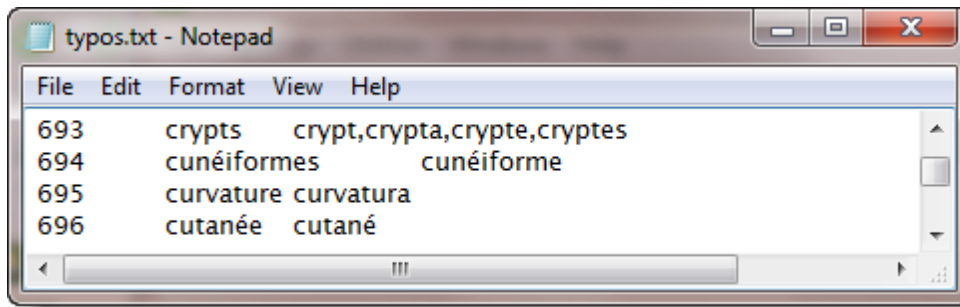 typos.txt - Notepad
File Edit Format View Help
693 crypts crypt,crypta,crypte,cryptes
694 cunéiformes cunéiforme
695 curvature curvatura
696 cutanée cutané